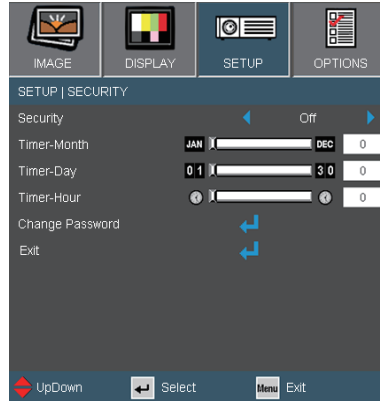 IMAGE DISPLAY SETUP OPTIONS
SETUP | SECURITY
Security Off
Timer-Month JAN DEC 0
Timer-Day 01 30 0
Timer-Hour 0
Change Password
Exit
UpDown Select Menu Exit